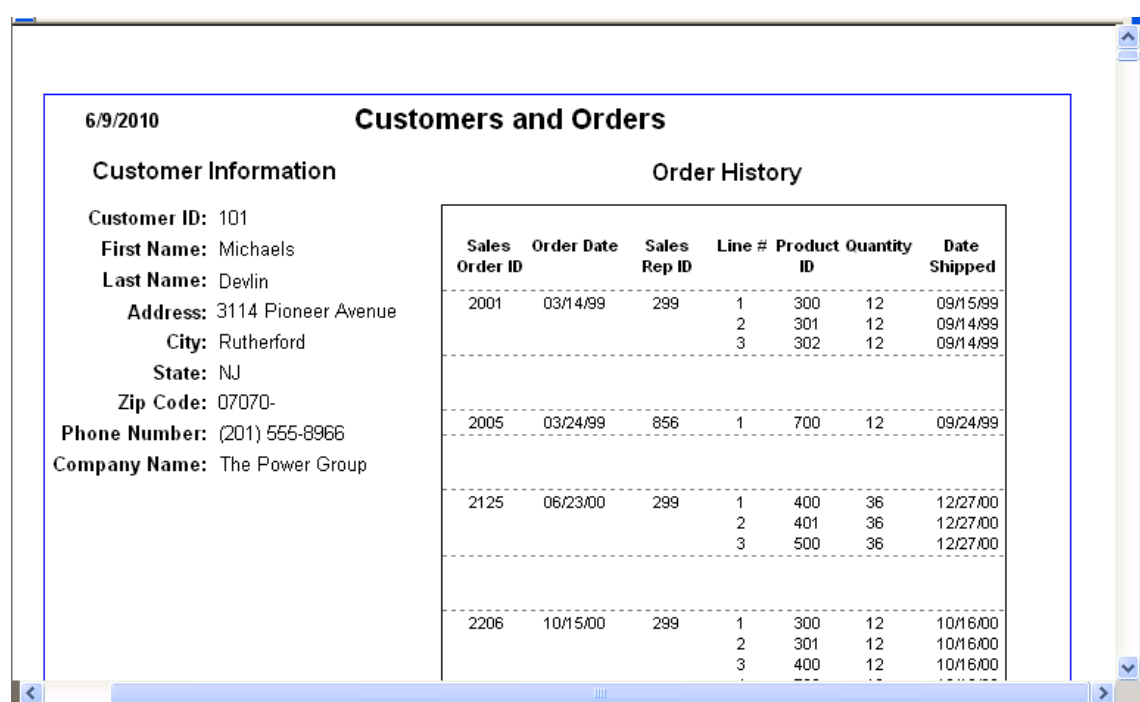 6/9/2010 Customers and Orders
Customer Information
Customer ID: 101
First Name: Michaels
Last Name: Devlin
Address: 3114 Pioneer Avenue
City: Rutherford
State: NJ
Zip Code: 07070-
Phone Number: (201) 555-8966
Company Name: The Power Group
Order History
Sales Order Date Sales Line # Product Quantity Date
Order ID Rep ID ID Shipped
2001 03/14/99 299 1 300 12 09/15/99
2 301 12 09/14/99
3 302 12 09/14/99
2005 03/24/99 856 1 700 12 09/24/99
2125 06/23/00 299 1 400 36 12/27/00
2 401 36 12/27/00
3 500 36 12/27/00
2206 10/15/00 299 1 300 12 10/16/00
2 301 12 10/16/00
3 400 12 10/16/00